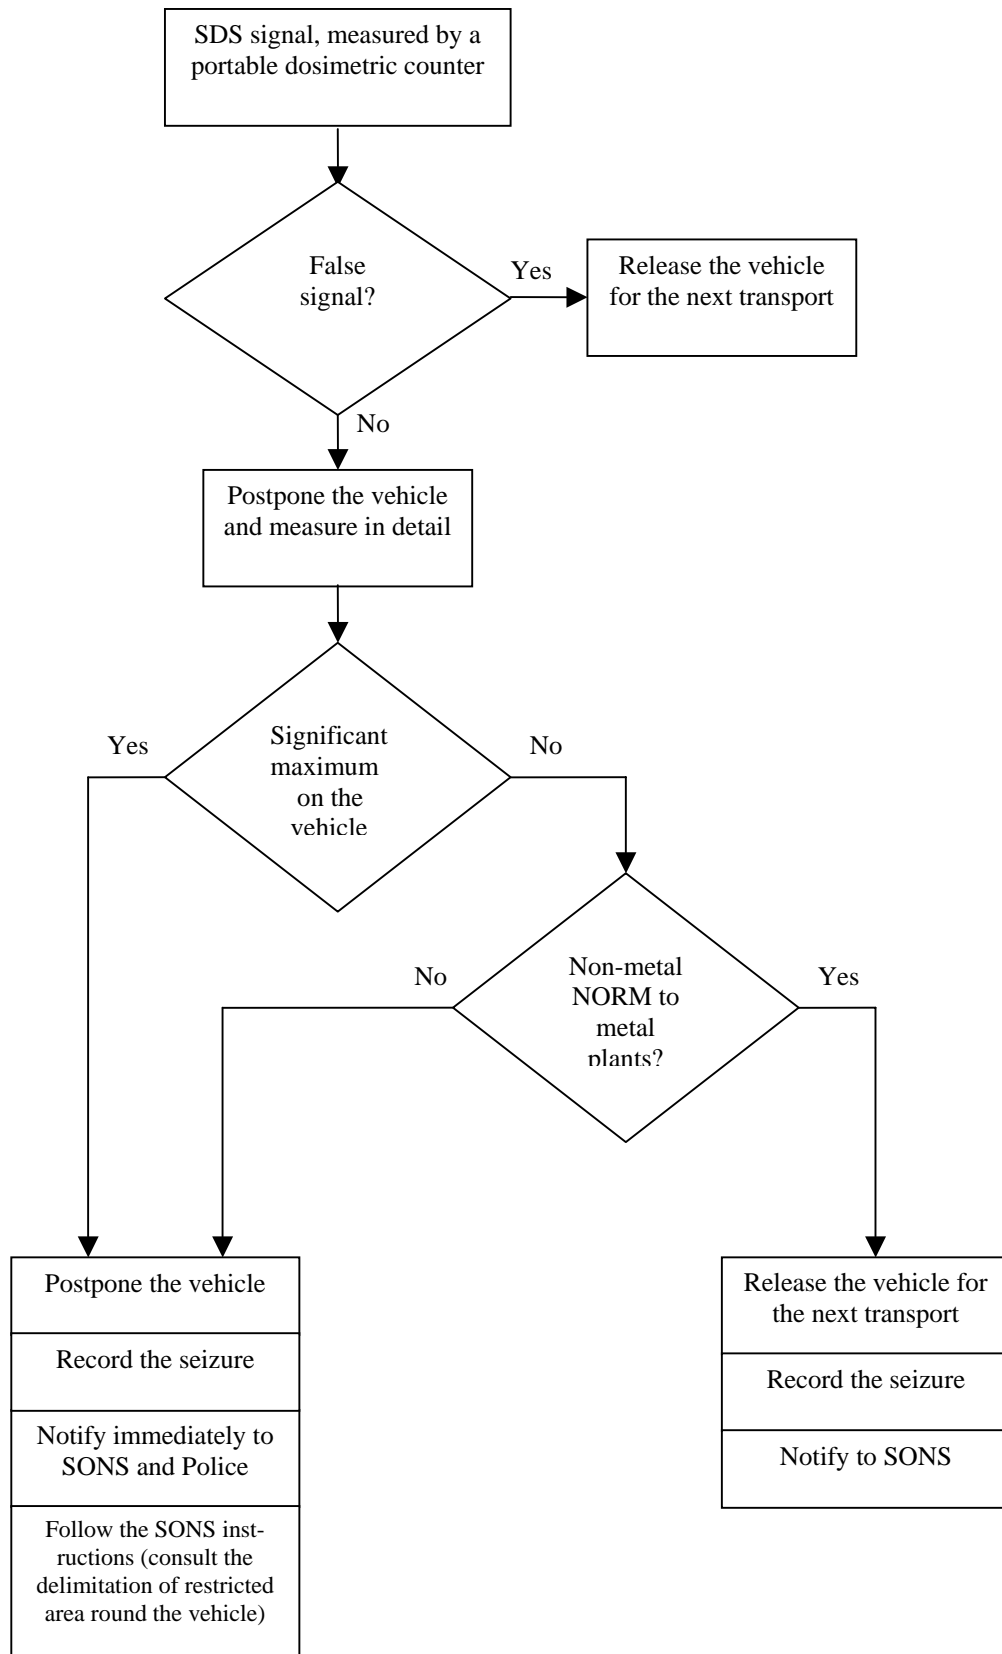 SDS signal, measured by a
portable dosimetric counter
False
signal?
Yes
Release the vehicle
for the next transport
No
Postpone the vehicle
and measure in detail
Yes
Significant
maximum
on the
vehicle
No
No
Non-metal
NORM to
metal
plants?
Yes
Postpone the vehicle
Record the seizure
Notify immediately to
SONS and Police
Follow the SONS inst-
ructions (consult the
delimitation of restricted
area round the vehicle)
Release the vehicle for
the next transport
Record the seizure
Notify to SONS